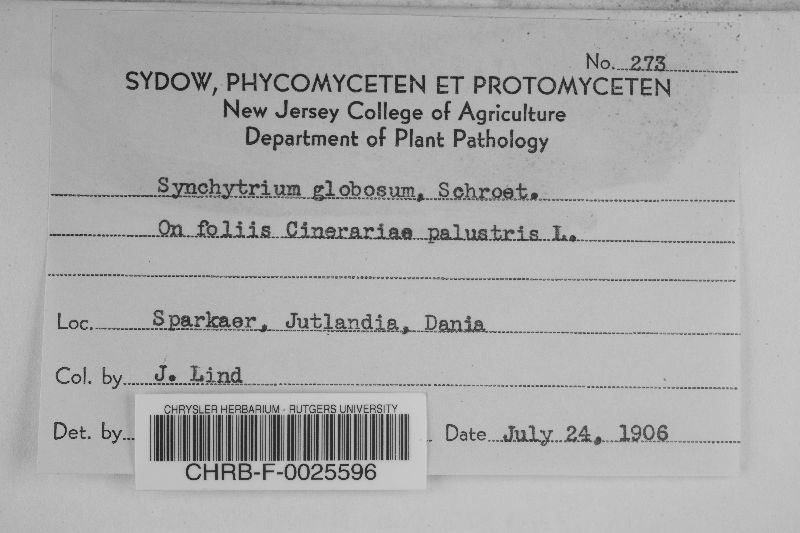 No. 273
SYDOW, PHYCOMYCETEN ET PROTOMYCETEN
New Jersey College of Agriculture
Department of Plant Pathology
Synchytrium globosum, Schroet.
On foliis Cinerariae palustris L.
Loc. Sparkaer, Jutlandia, Dania
Col. by J. Lind
Det. by Date July 24, 1906
CHRYSLER HERBARIUM - RUTGERS UNIVERSITY
CHRB-F-0025596